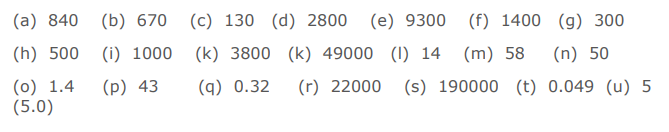 (a) 840 (b) 670 (c) 130 (d) 2800 (e) 9300 (f) 1400 (g) 300
(h) 500 (i) 1000 (k) 3800 (k) 49000 (l) 14 (m) 58 (n) 50
(o) 1.4 (p) 43 (q) 0.32 (r) 22000 (s) 190000 (t) 0.049 (u) 5
(5.0)